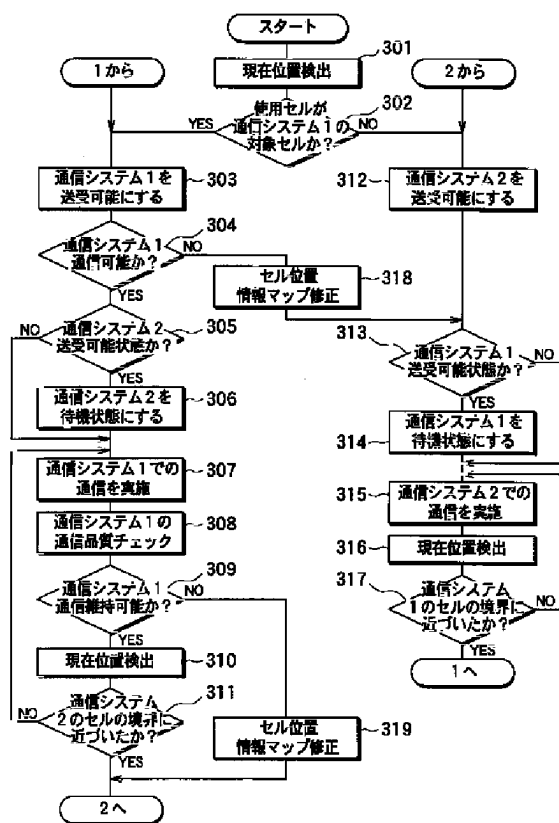 スタート
301
現在位置検出
1から
2から
302
使用セルが
通信システム1の
対象セルか?
YES
NO
303
通信システム1を
送受可能にする
304
通信システム1
通信可能か?
NO
YES
318
セル位置
情報マップ修正
305
通信システム2
送受可能状態か?
NO
YES
306
通信システム2を
待機状態にする
307
通信システム1での
通信を実施
308
通信システム1の
通信品質チェック
309
通信システム1
通信維持可能か?
NO
YES
現在位置検出
310
311
通信システム
2のセルの境界に
近づいたか?
NO
YES
セル位置
情報マップ修正
319
2へ
312
通信システム2を
送受可能にする
313
通信システム1
送受可能状態か?
NO
YES
314
通信システム1を
待機状態にする
315
通信システム2での
通信を実施
316
現在位置検出
317
通信システム
1のセルの境界に
近づいたか?
NO
YES
1へ